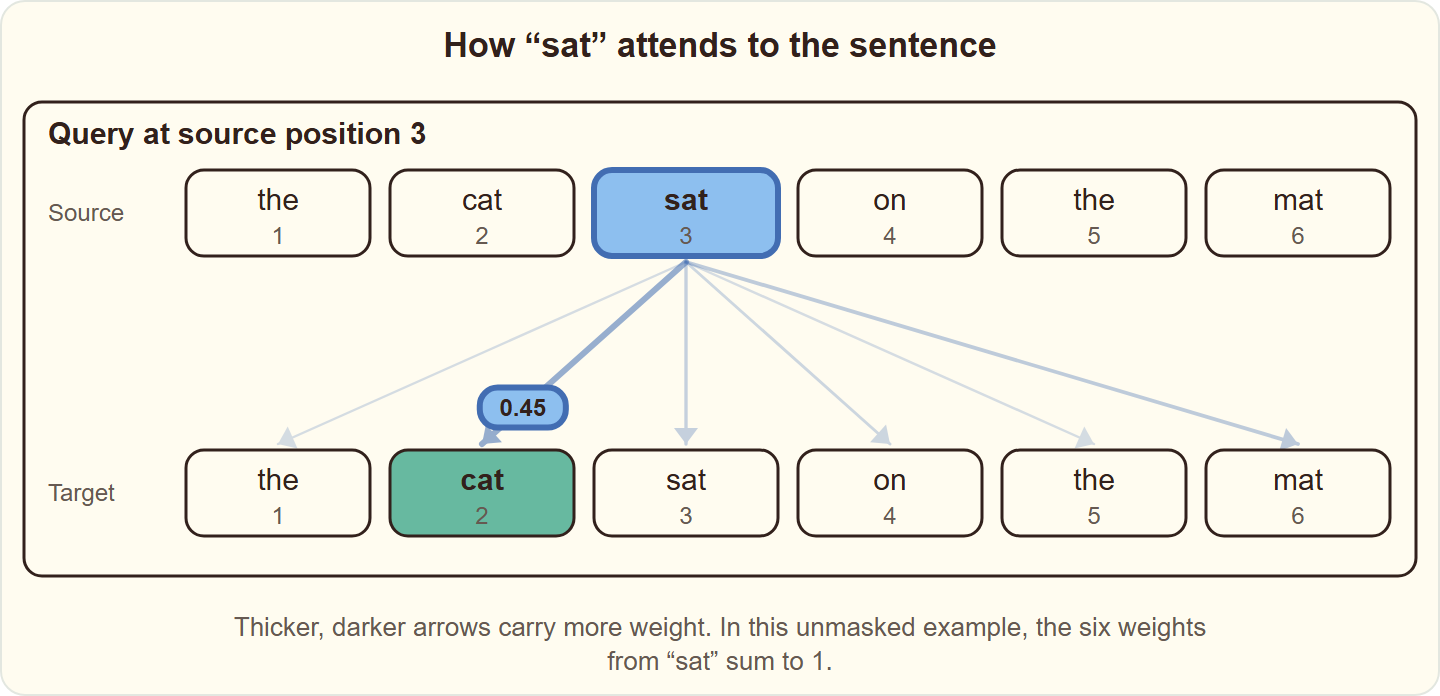 How “sat” attends to the sentence
Query at source position 3
Source
the
cat
sat
on
the
mat
1
2
3
4
5
6
0.45
Target
the
cat
sat
on
the
mat
1
2
3
4
5
6
Thicker, darker arrows carry more weight. In this unmasked example, the six weights
from “sat” sum to 1.